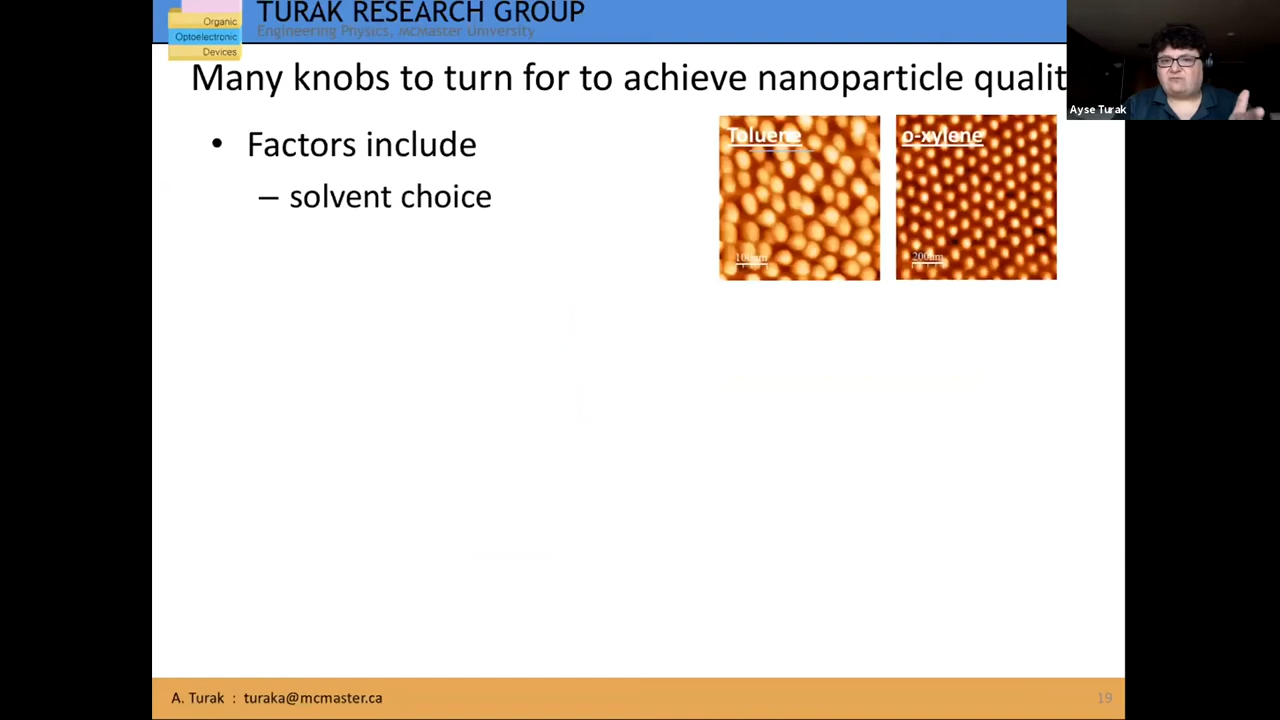 TURAK RESEARCH GROUP
Engineering Physics, McMaster University
Organic
Optoelectronic
Devices
Many knobs to turn for to achieve nanoparticle qualit
• Factors include
– solvent choice
Toluene
o-xylene
100nm
200nm
Ayse Turak
A. Turak : turaka@mcmaster.ca
19